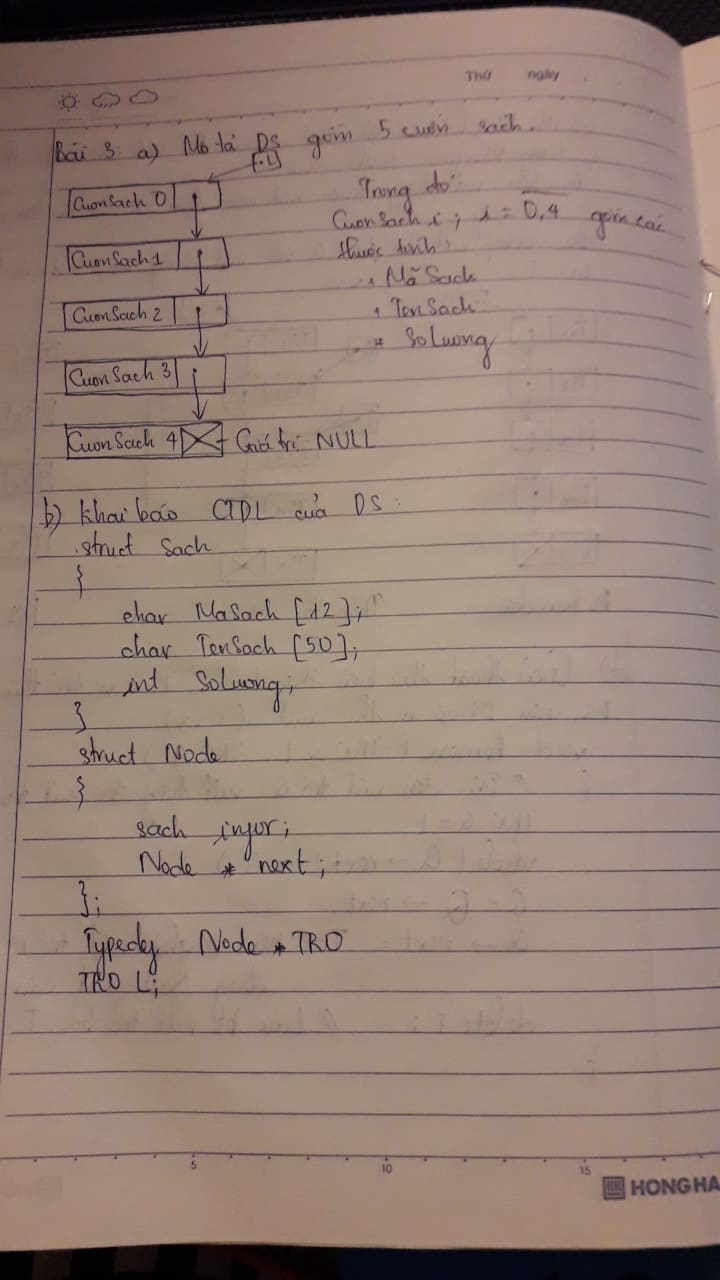 Thứ ngày
Bài 3: a) Mô tả DS gồm 5 cuốn sách.
L
CuonSach 0
Trong đó
CuonSach i; i = 0,4 gồm các
thuộc tính:
CuonSach 1
+ MãSach
CuonSach 2
+ TenSach
+ SoLuong
CuonSach 3
CuonSach 4 Giá trị NULL
b) Khai báo CTDL của DS:
struct Sach
{
char MaSach [12];
char TenSach [50];
int SoLuong;
}
struct Node
{
sach infor;
Node * next;
};
Typedef Node * TRO
TRO L;
5 10 15
HONG HA